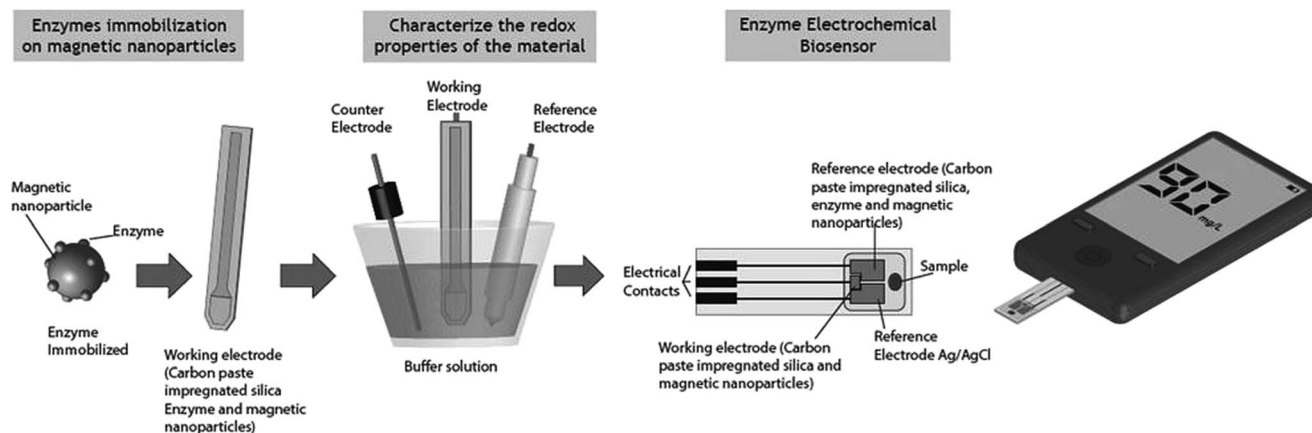 Enzymes immobilization
on magnetic nanoparticles
Characterize the redox
properties of the material
Enzyme Electrochemical
Biosensor
Magnetic
nanoparticle
Enzyme
Enzyme
Immobilized
Working electrode
(Carbon paste
impregnated silica
Enzyme and magnetic
nanoparticles)
Counter
Electrode
Working
Electrode
Reference
Electrode
Buffer solution
Electrical
Contacts
Reference electrode (Carbon
paste impregnated silica,
enzyme and magnetic
nanoparticles)
Sample
Reference
Electrode Ag/AgCl
Working electrode (Carbon
paste impregnated silica and
magnetic nanoparticles)
90
mg/L